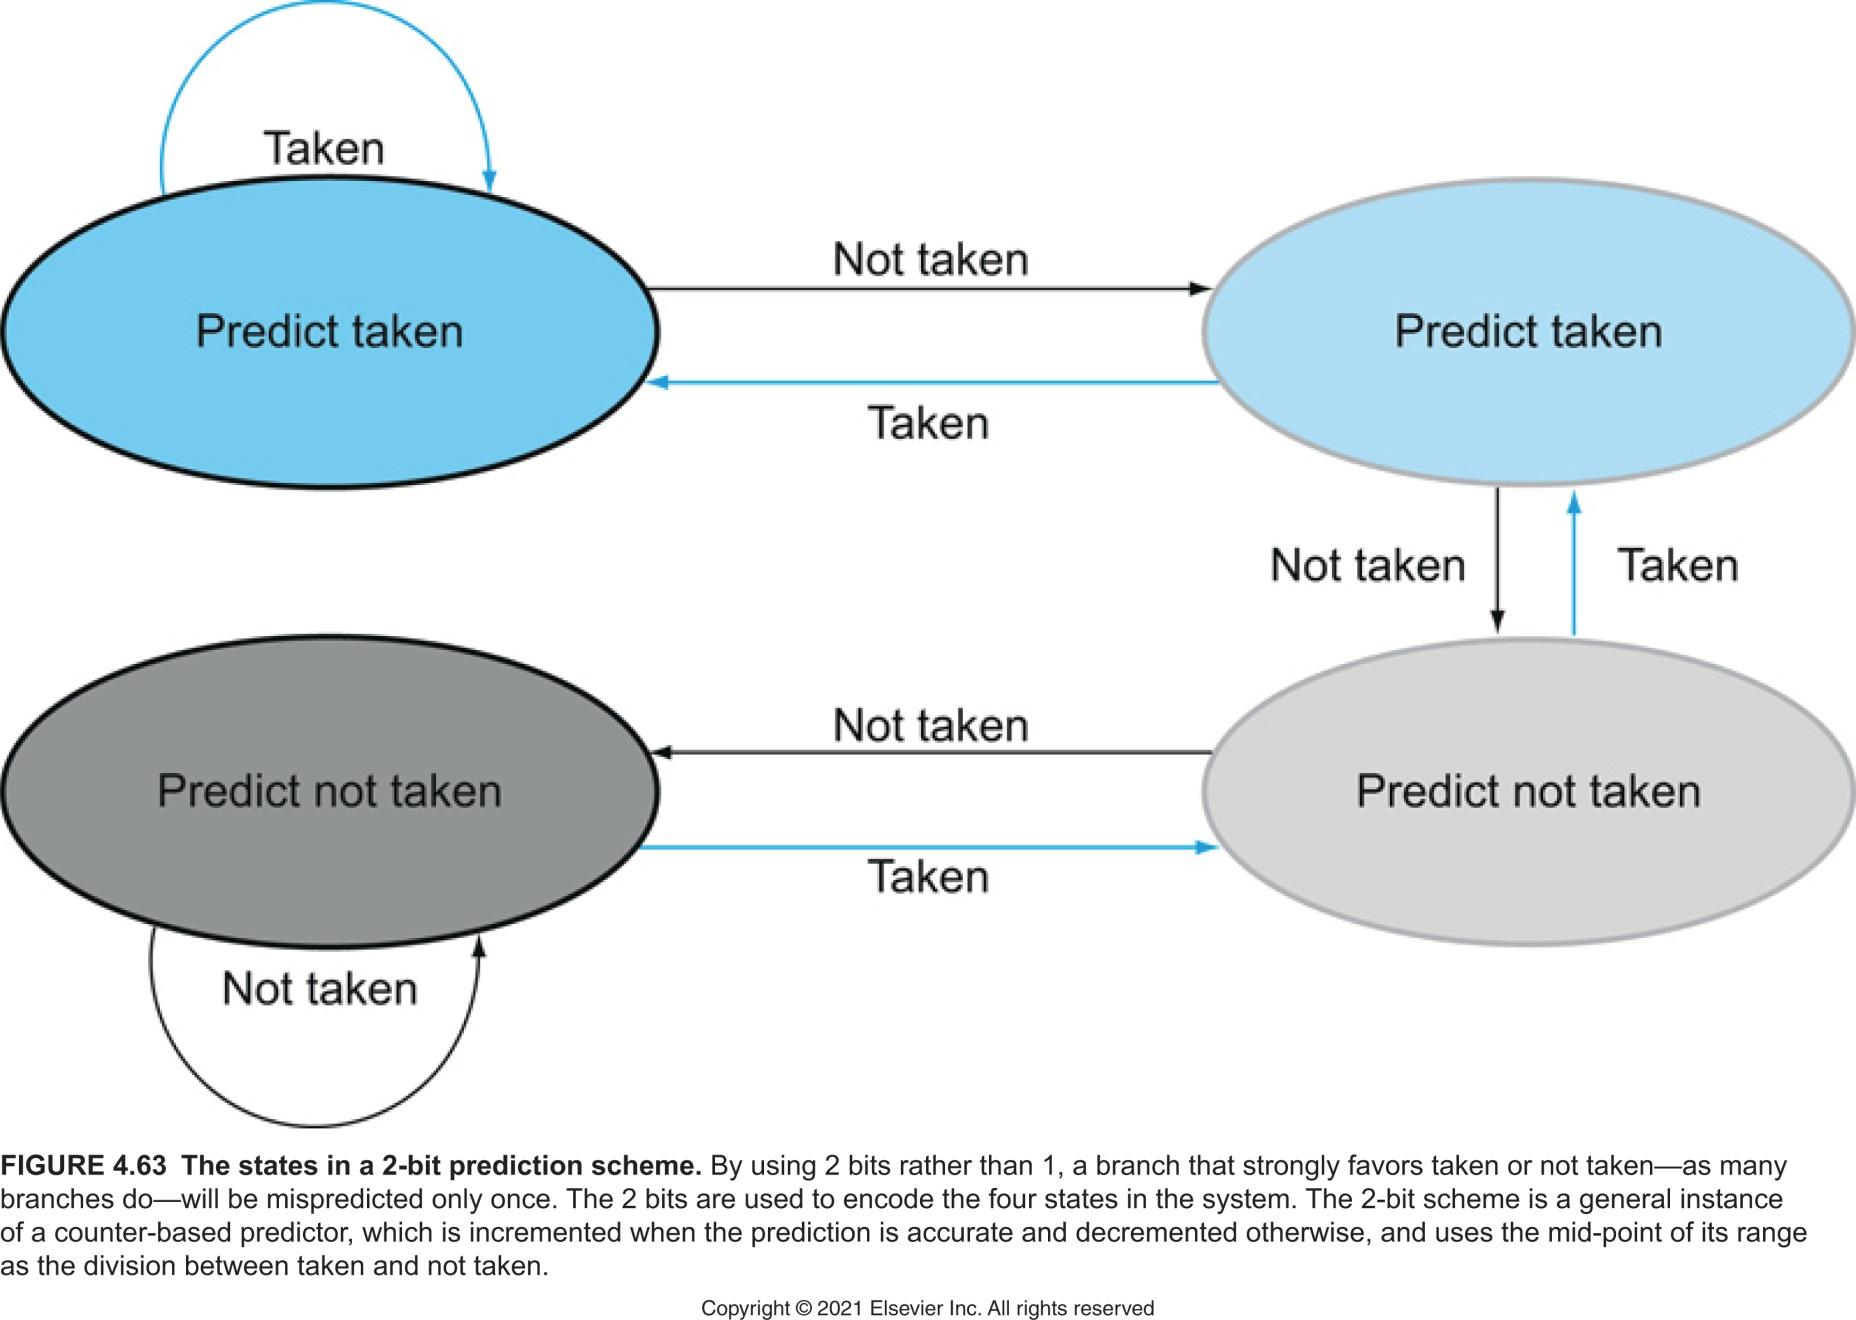 Taken
Not taken
Predict taken
Predict taken
Taken
Not taken
Taken
Not taken
Predict not taken
Predict not taken
Taken
Not taken
FIGURE 4.63 The states in a 2-bit prediction scheme. By using 2 bits rather than 1, a branch that strongly favors taken or not taken—as many
branches do—will be mispredicted only once. The 2 bits are used to encode the four states in the system. The 2-bit scheme is a general instance
of a counter-based predictor, which is incremented when the prediction is accurate and decremented otherwise, and uses the mid-point of its range
as the division between taken and not taken.
Copyright © 2021 Elsevier Inc. All rights reserved